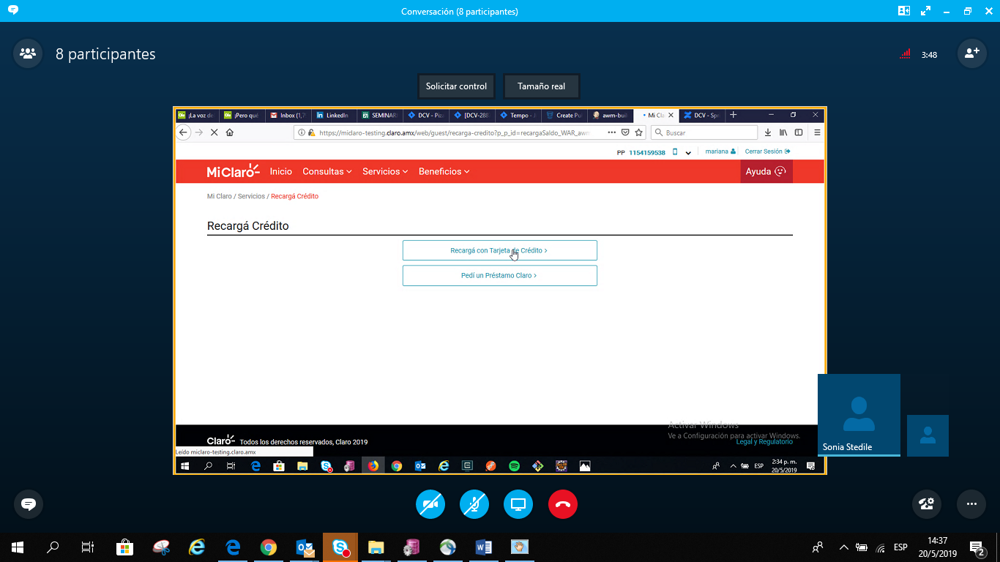 Conversación (8 participantes)
8 participantes
3:48
Solicitar control
Tamaño real
¡La voz de
¡Pero qué
Inbox (1,7
LinkedIn
SEMINAR
DCV - Piz
[DCV-288
Tempo - J
Create Pu
awm-buil
Mi Cla
DCV - Spr
https://miclaro-testing.claro.amx/web/guest/recarga-credito?p_p_id=recargaSaldo_WAR_awm
Buscar
PP 1154159538
mariana
Cerrar Sesión
Mi Claro
Inicio
Consultas
Servicios
Beneficios
Ayuda
Mi Claro / Servicios / Recargá Crédito
Recargá Crédito
Recargá con Tarjeta de Crédito >
Pedí un Préstamo Claro >
Activar Windows
Ve a Configuración para activar Windows.
Claro
Todos los derechos reservados, Claro 2019
Legal y Regulatorio
Leído miclaro-testing.claro.amx
ESP
2:34 p. m.
20/5/2019
Sonia Stedile
ESP
14:37
20/5/2019
2